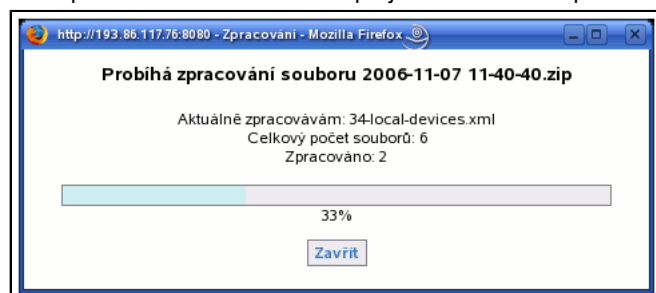 http://193.86.117.76:8080 - Zpracování - Mozilla Firefox
Probíhá zpracování souboru 2006-11-07 11-40-40.zip
Aktuálně zpracovávám: 34-local-devices.xml
Celkový počet souborů: 6
Zpracováno: 2
33%
Zavřít